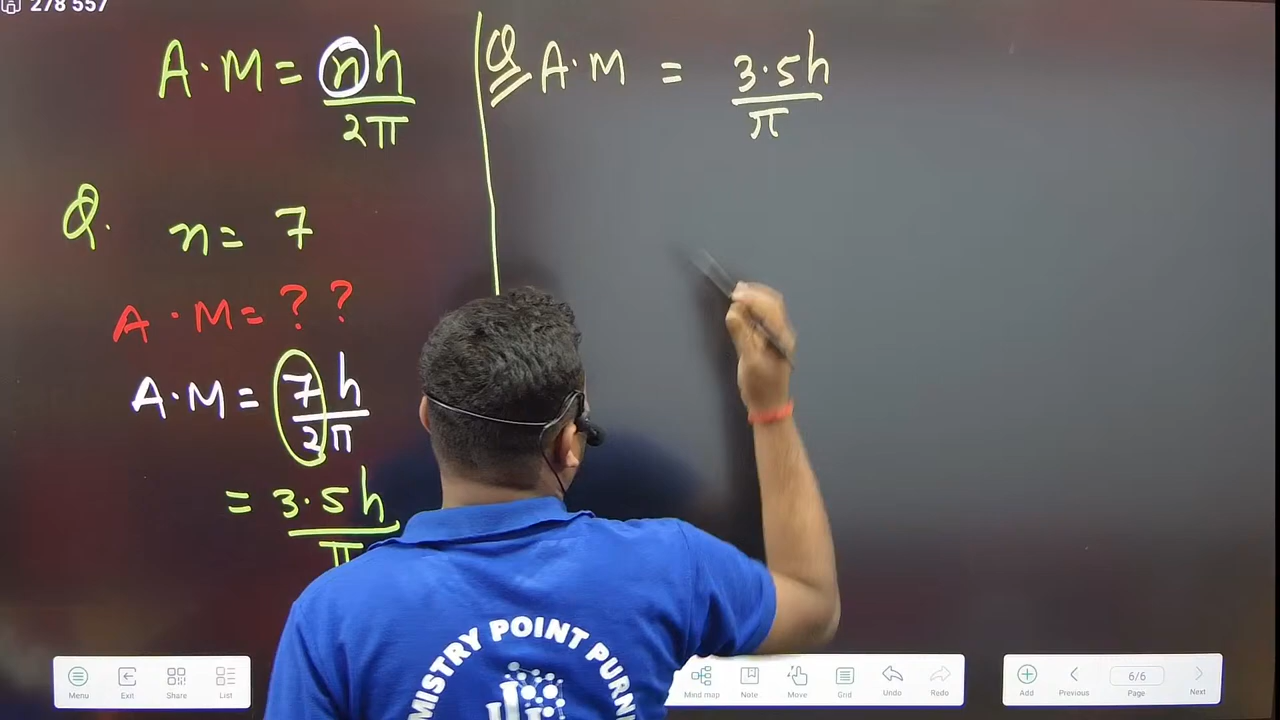 278 557
A·M = nh/2π
Q. n = 7
A·M = ? ?
A·M = 7h/2π
= 3.5h/π
Q A·M = 3.5h/π
MISTRY POINT PURNI
Menu Exit Share List
Mind map Note Move Grid Undo Redo
Add Previous 6/6 Page Next